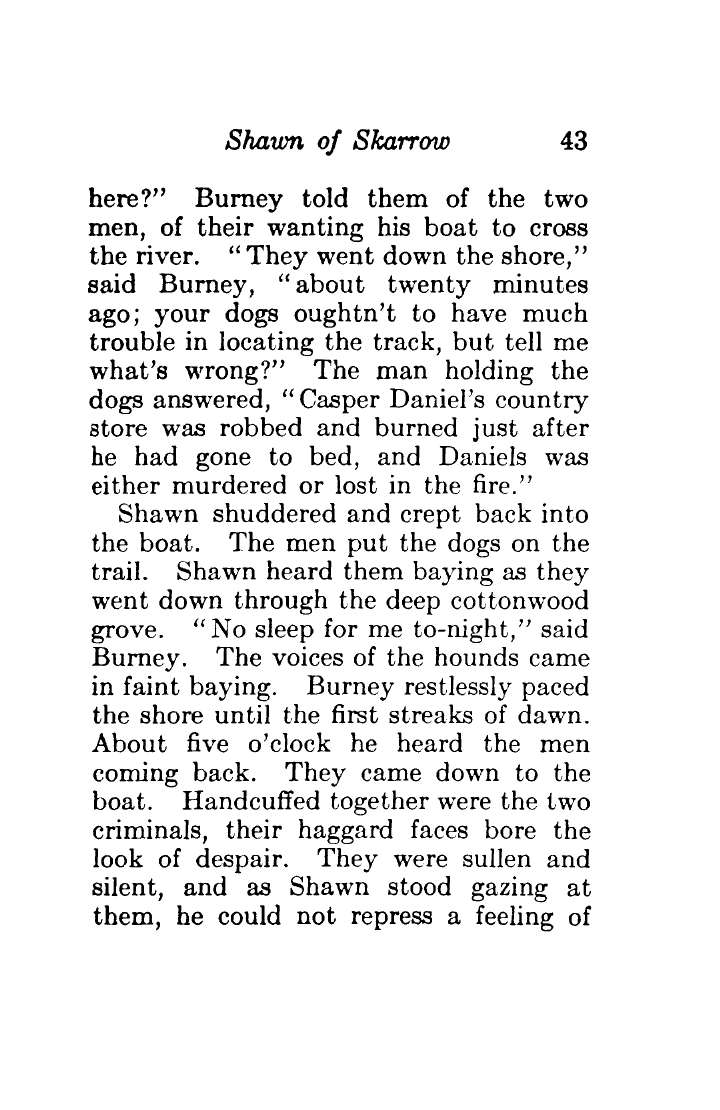 Shawn of Skarrow 43
here?" Burney told them of the two
men, of their wanting his boat to cross
the river. "They went down the shore,"
said Burney, "about twenty minutes
ago; your dogs oughtn't to have much
trouble in locating the track, but tell me
what's wrong?" The man holding the
dogs answered, "Casper Daniel's country
store was robbed and burned just after
he had gone to bed, and Daniels was
either murdered or lost in the fire."
Shawn shuddered and crept back into
the boat. The men put the dogs on the
trail. Shawn heard them baying as they
went down through the deep cottonwood
grove. "No sleep for me to-night," said
Burney. The voices of the hounds came
in faint baying. Burney restlessly paced
the shore until the first streaks of dawn.
About five o'clock he heard the men
coming back. They came down to the
boat. Handcuffed together were the two
criminals, their haggard faces bore the
look of despair. They were sullen and
silent, and as Shawn stood gazing at
them, he could not repress a feeling of